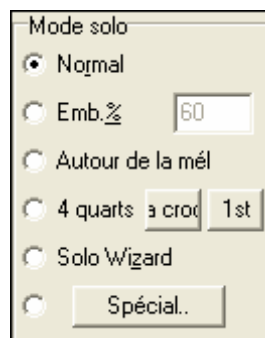 Mode solo
Normal
Emb.% 60
Autour de la mél
4 quarts a croc 1st
Solo Wizard
Spécial..